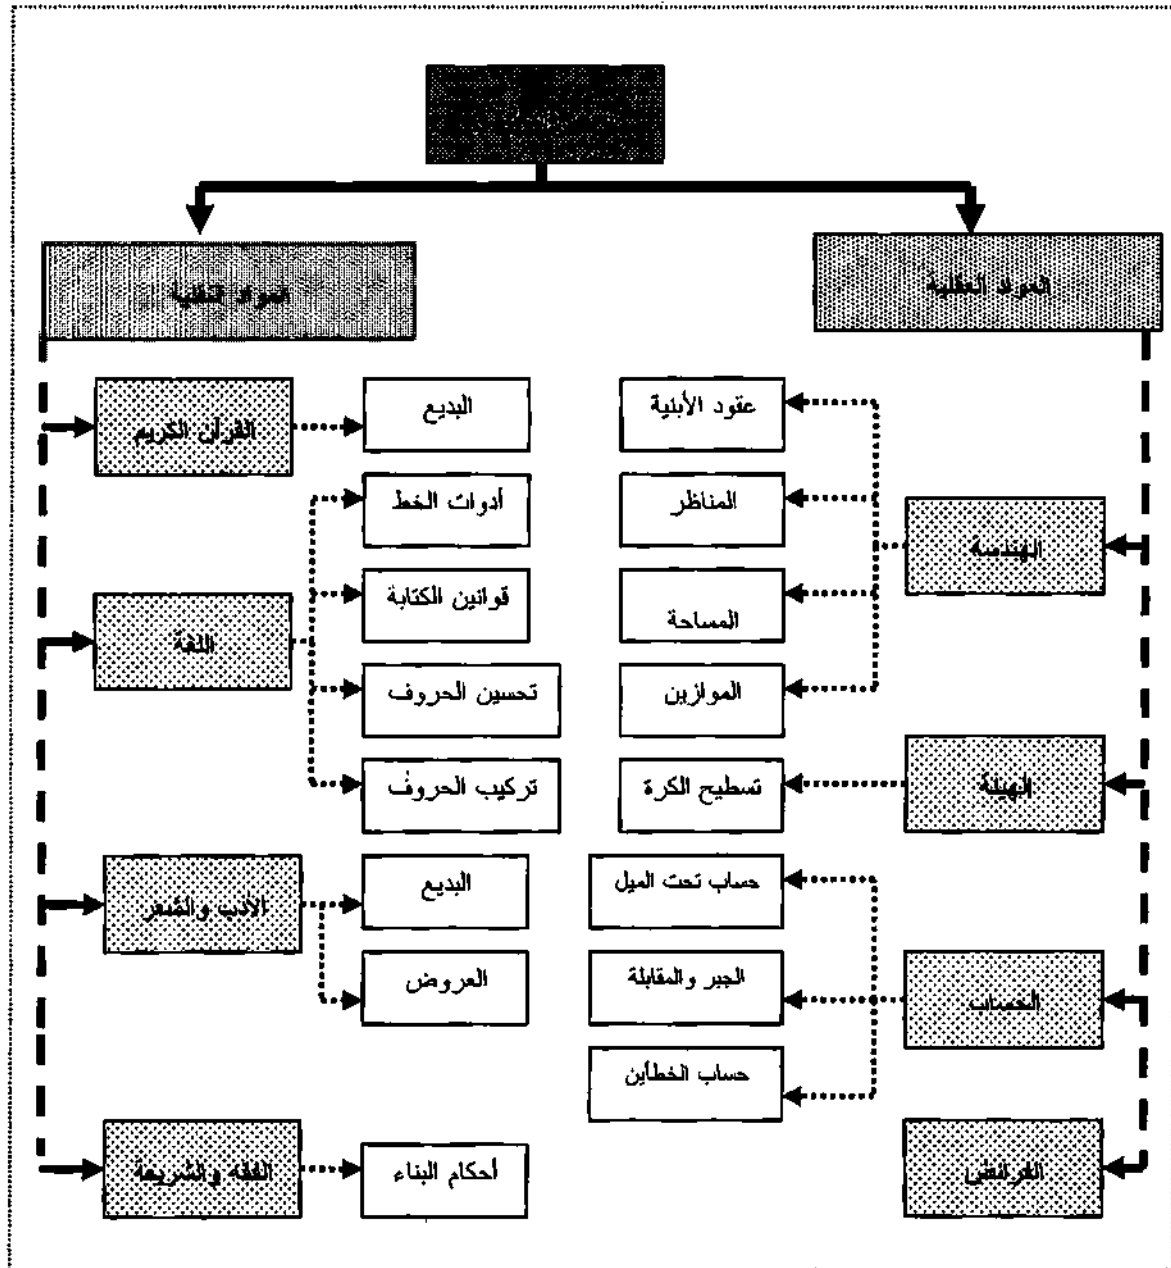 المواد العقلية
المواد النقلية
الهندسة
عقود الأبنية
المناظر
المساحة
الموازين
الهيئة
تسطيح الكرة
الحساب
حساب تحت الميل
الجبر والمقابلة
حساب الخطأين
الفرائض
القرآن الكريم
البديع
اللغة
أدوات الخط
قوانين الكتابة
تحسين الحروف
تركيب الحروف
الأدب والشعر
البديع
العروض
الفقه والشريعة
أحكام البناء